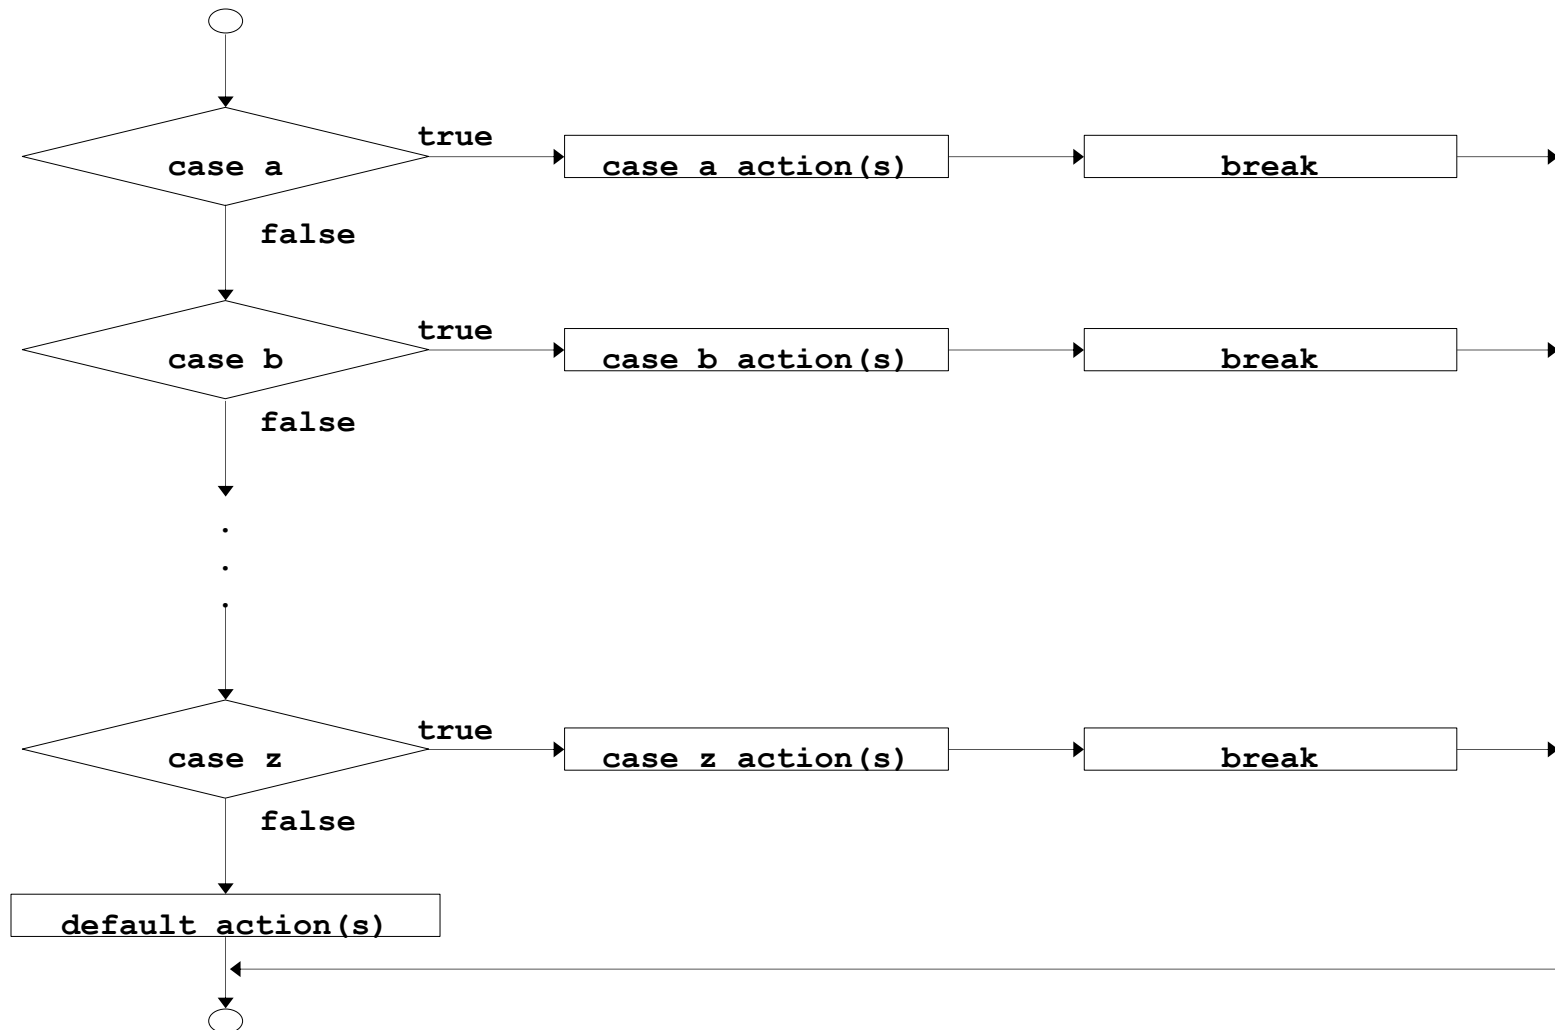 true
case a
case a action(s)
break
false
true
case b
case b action(s)
break
false
.
.
.
true
case z
case z action(s)
break
false
default action(s)